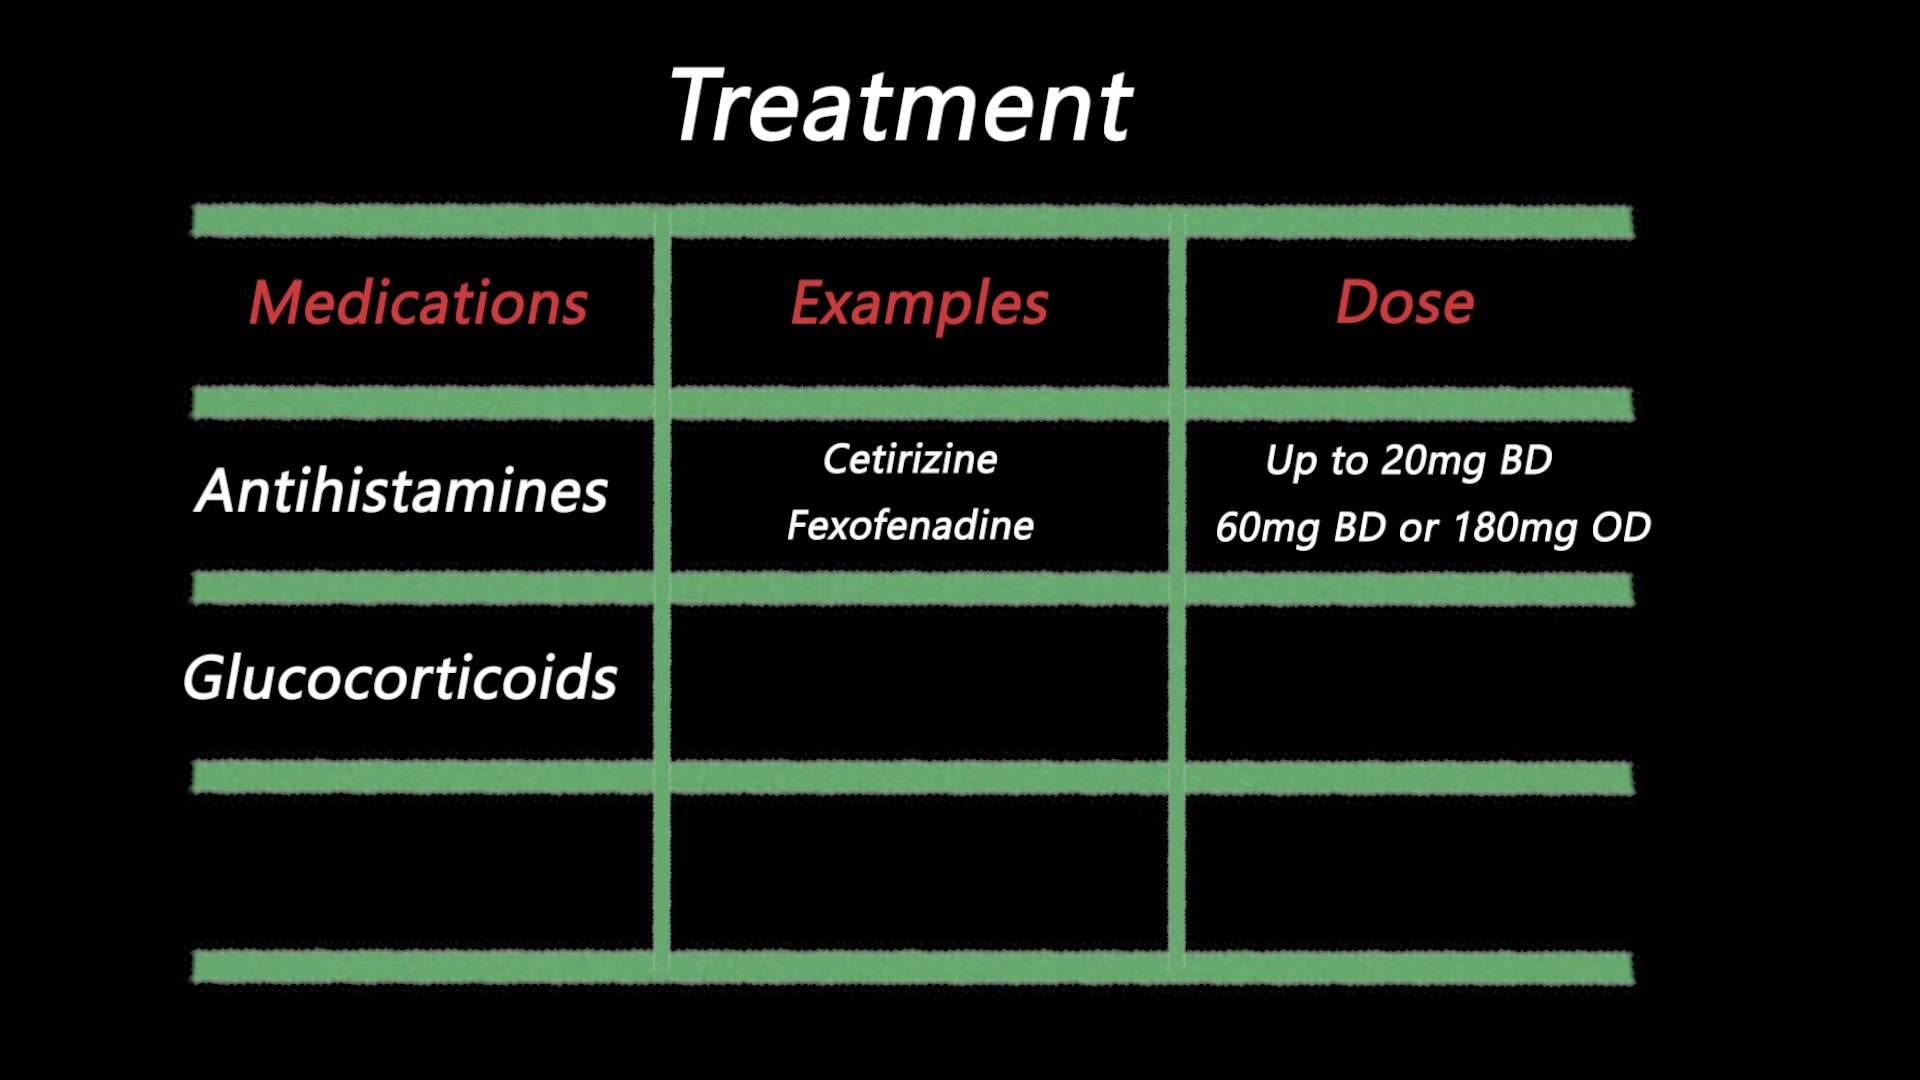 Treatment
Medications Examples Dose
Antihistamines
Cetirizine Up to 20mg BD
Fexofenadine 60mg BD or 180mg OD
Glucocorticoids